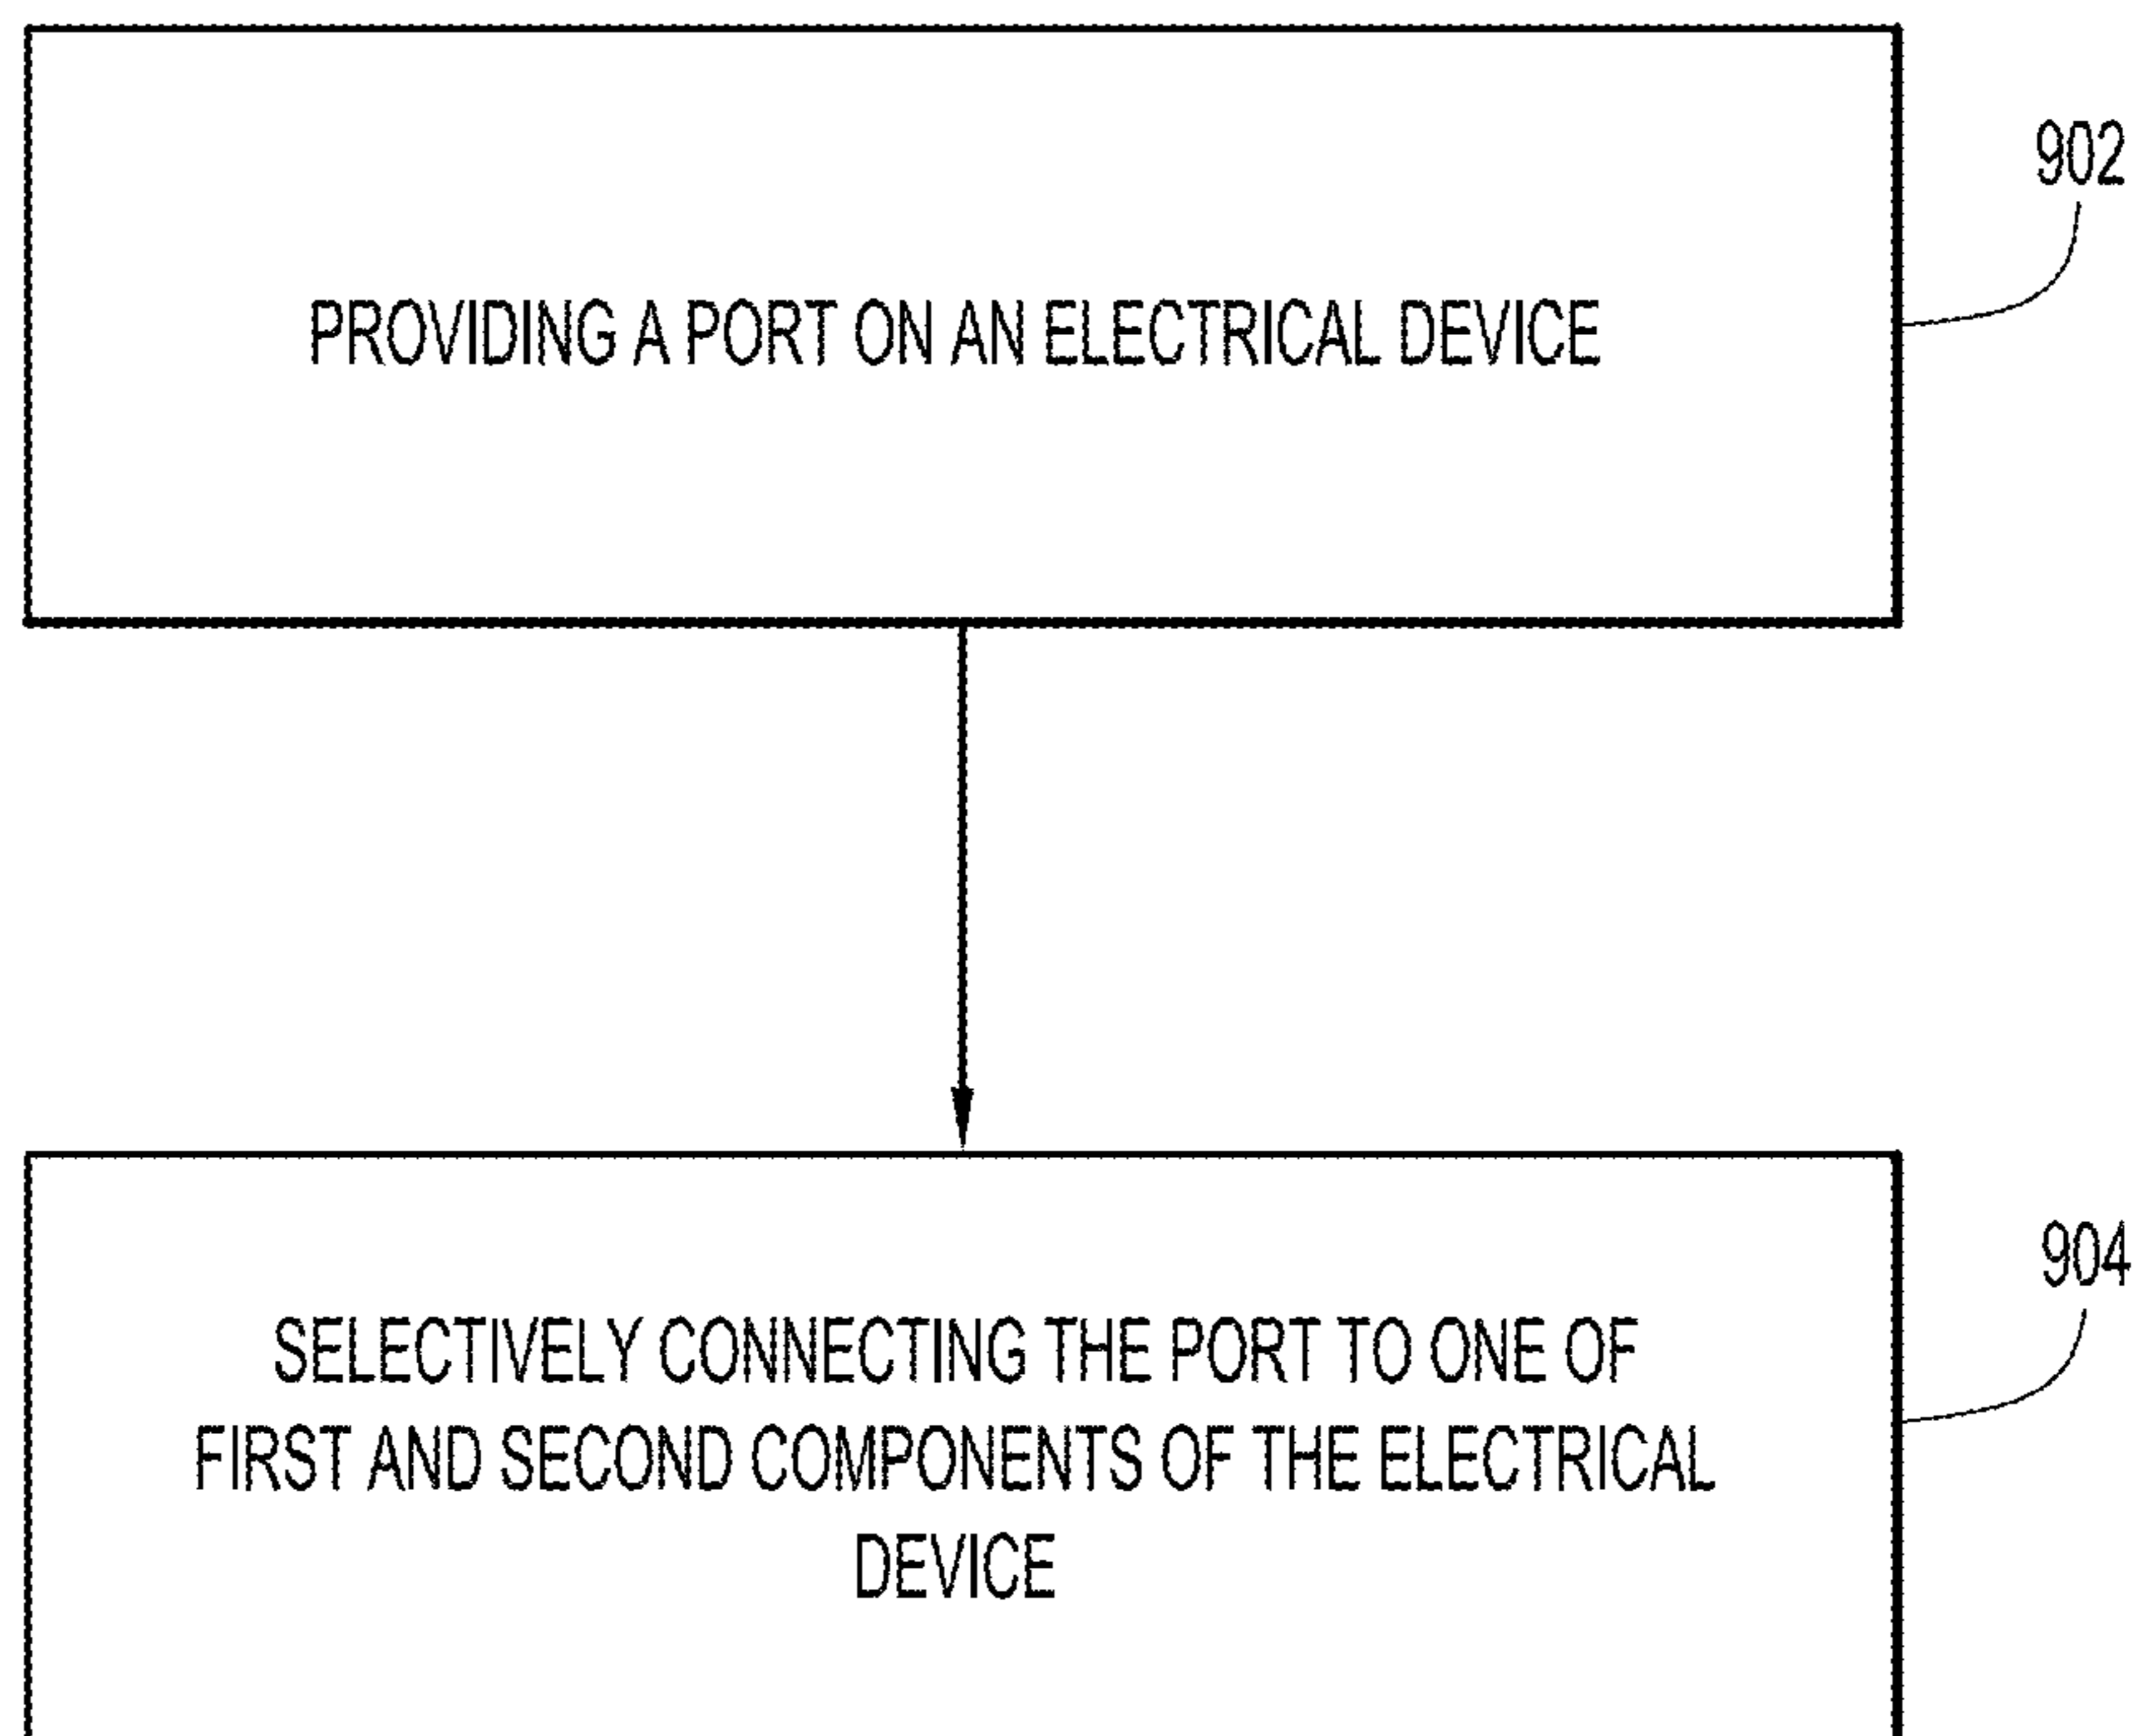 902
PROVIDING A PORT ON AN ELECTRICAL DEVICE
904
SELECTIVELY CONNECTING THE PORT TO ONE OF
FIRST AND SECOND COMPONENTS OF THE ELECTRICAL
DEVICE